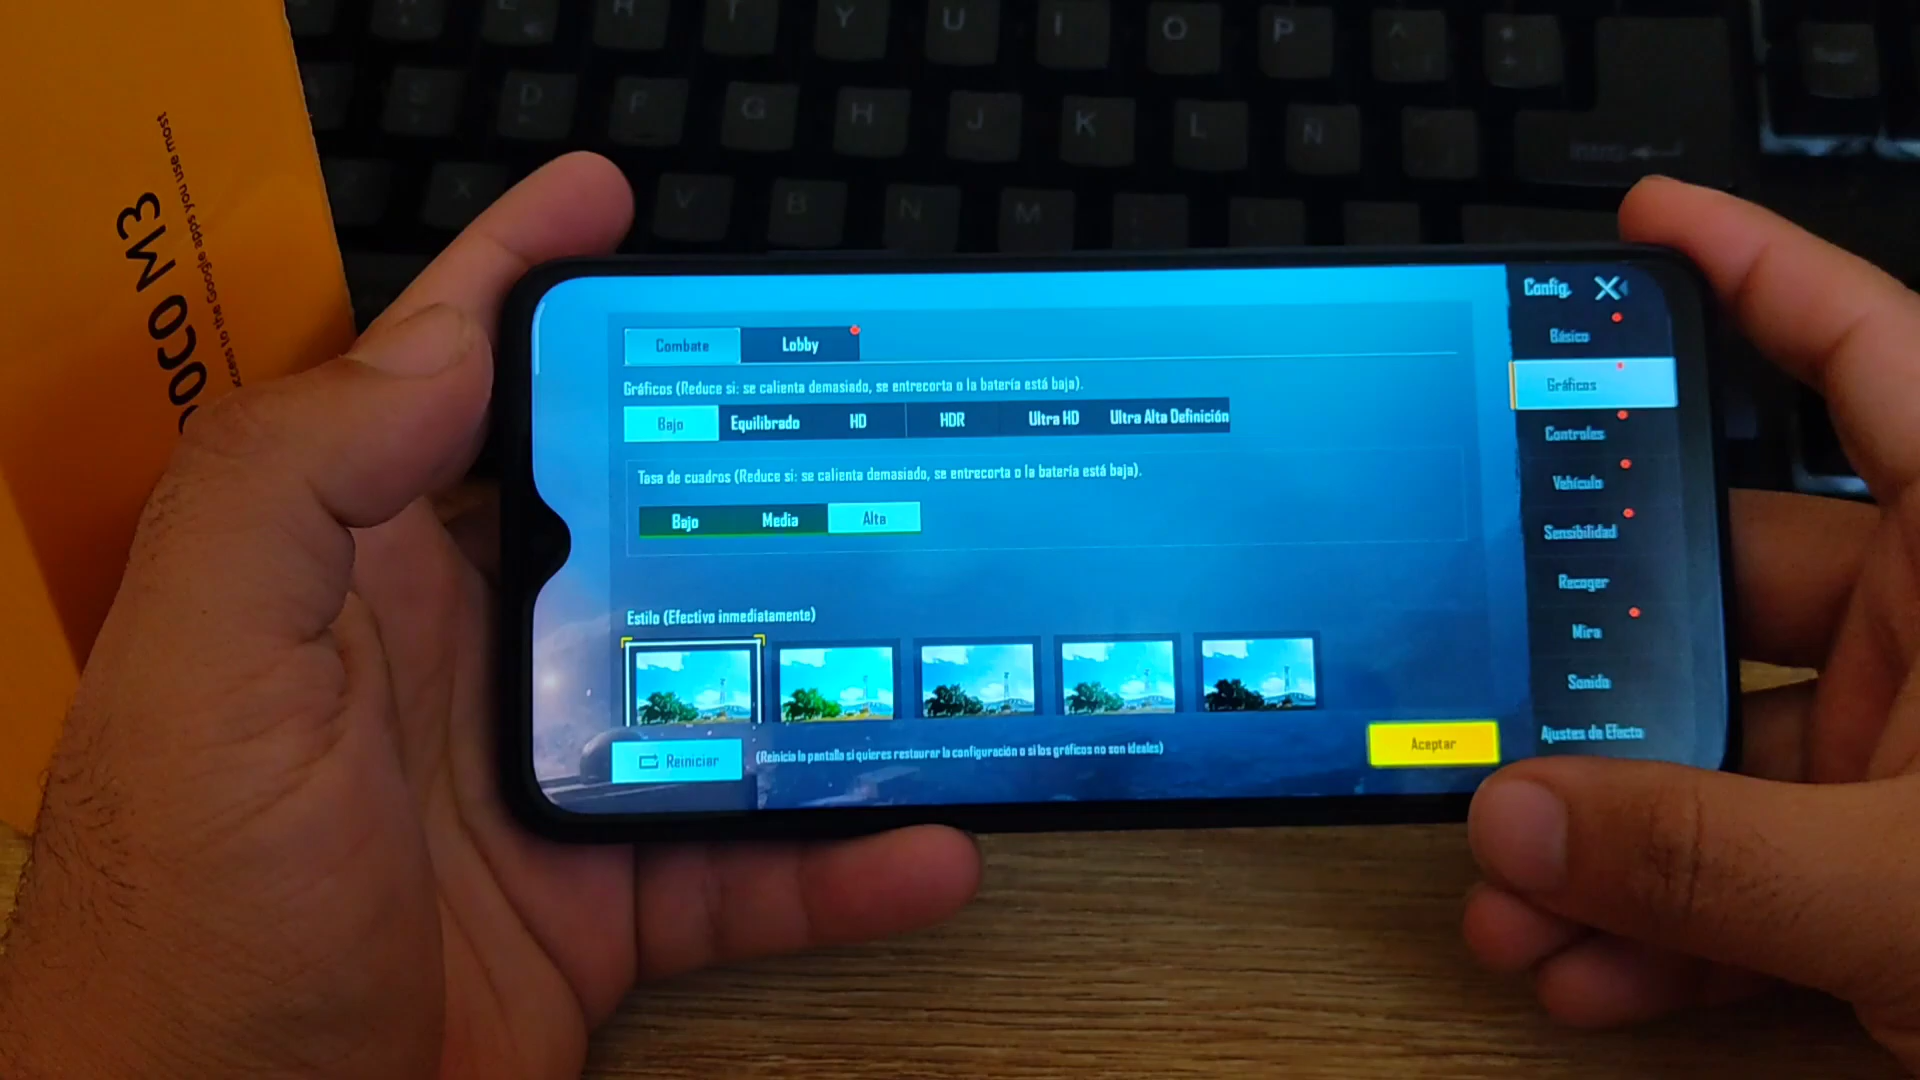 POCO M3
access to the Google apps you use most
E R T Y U I O P ^ * +
S D F G H J K L Ñ
X V B N M
Config.
Combate Lobby
Gráficos (Reduce si: se calienta demasiado, se entrecorta o la batería está baja).
Bajo Equilibrado HD HDR Ultra HD Ultra Alta Definición
Tasa de cuadros (Reduce si: se calienta demasiado, se entrecorta o la batería está baja).
Bajo Media Alta
Estilo (Efectivo inmediatamente)
Reiniciar (Reinicia la pantalla si quieres restaurar la configuración o si los gráficos no son ideales) Aceptar
Básico
Gráficos
Controles
Vehículo
Sensibilidad
Recoger
Mira
Sonido
Ajustes de Efecto